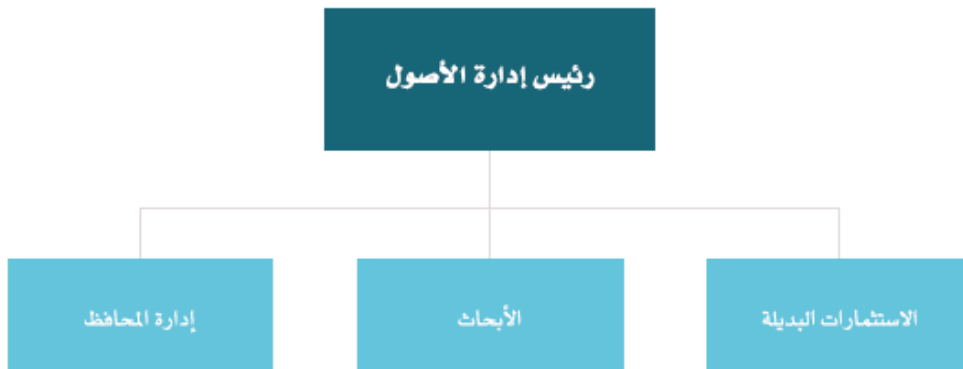 رئيس إدارة الأصول
الاستثمارات البديلة
الأبحاث
إدارة المحافظ